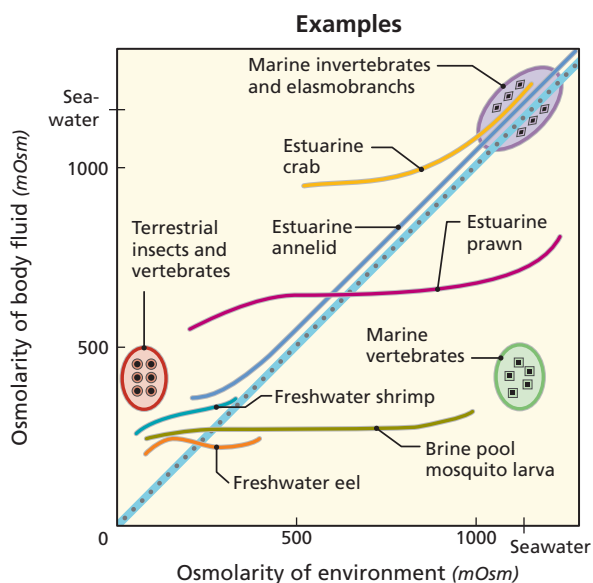 Examples
Marine invertebrates
and elasmobranchs
Sea-
water
Estuarine
crab
1000
Terrestrial
insects and
vertebrates
Estuarine
annelid
Estuarine
prawn
Osmolarity of body fluid (mOsm)
500
Marine
vertebrates
Freshwater shrimp
Brine pool
mosquito larva
Freshwater eel
0
500
1000
Seawater
Osmolarity of environment (mOsm)